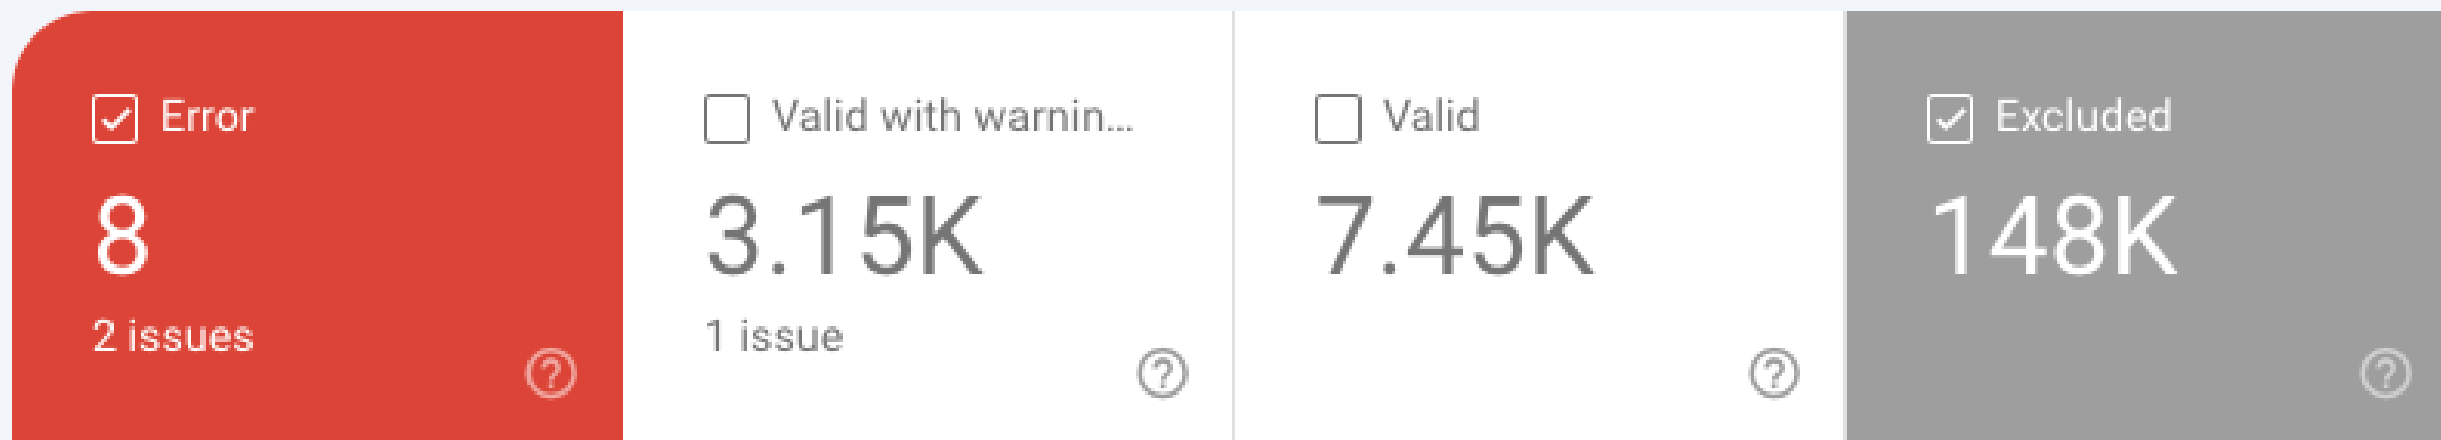 Error
8
2 issues
Valid with warnin...
3.15K
1 issue
Valid
7.45K
Excluded
148K